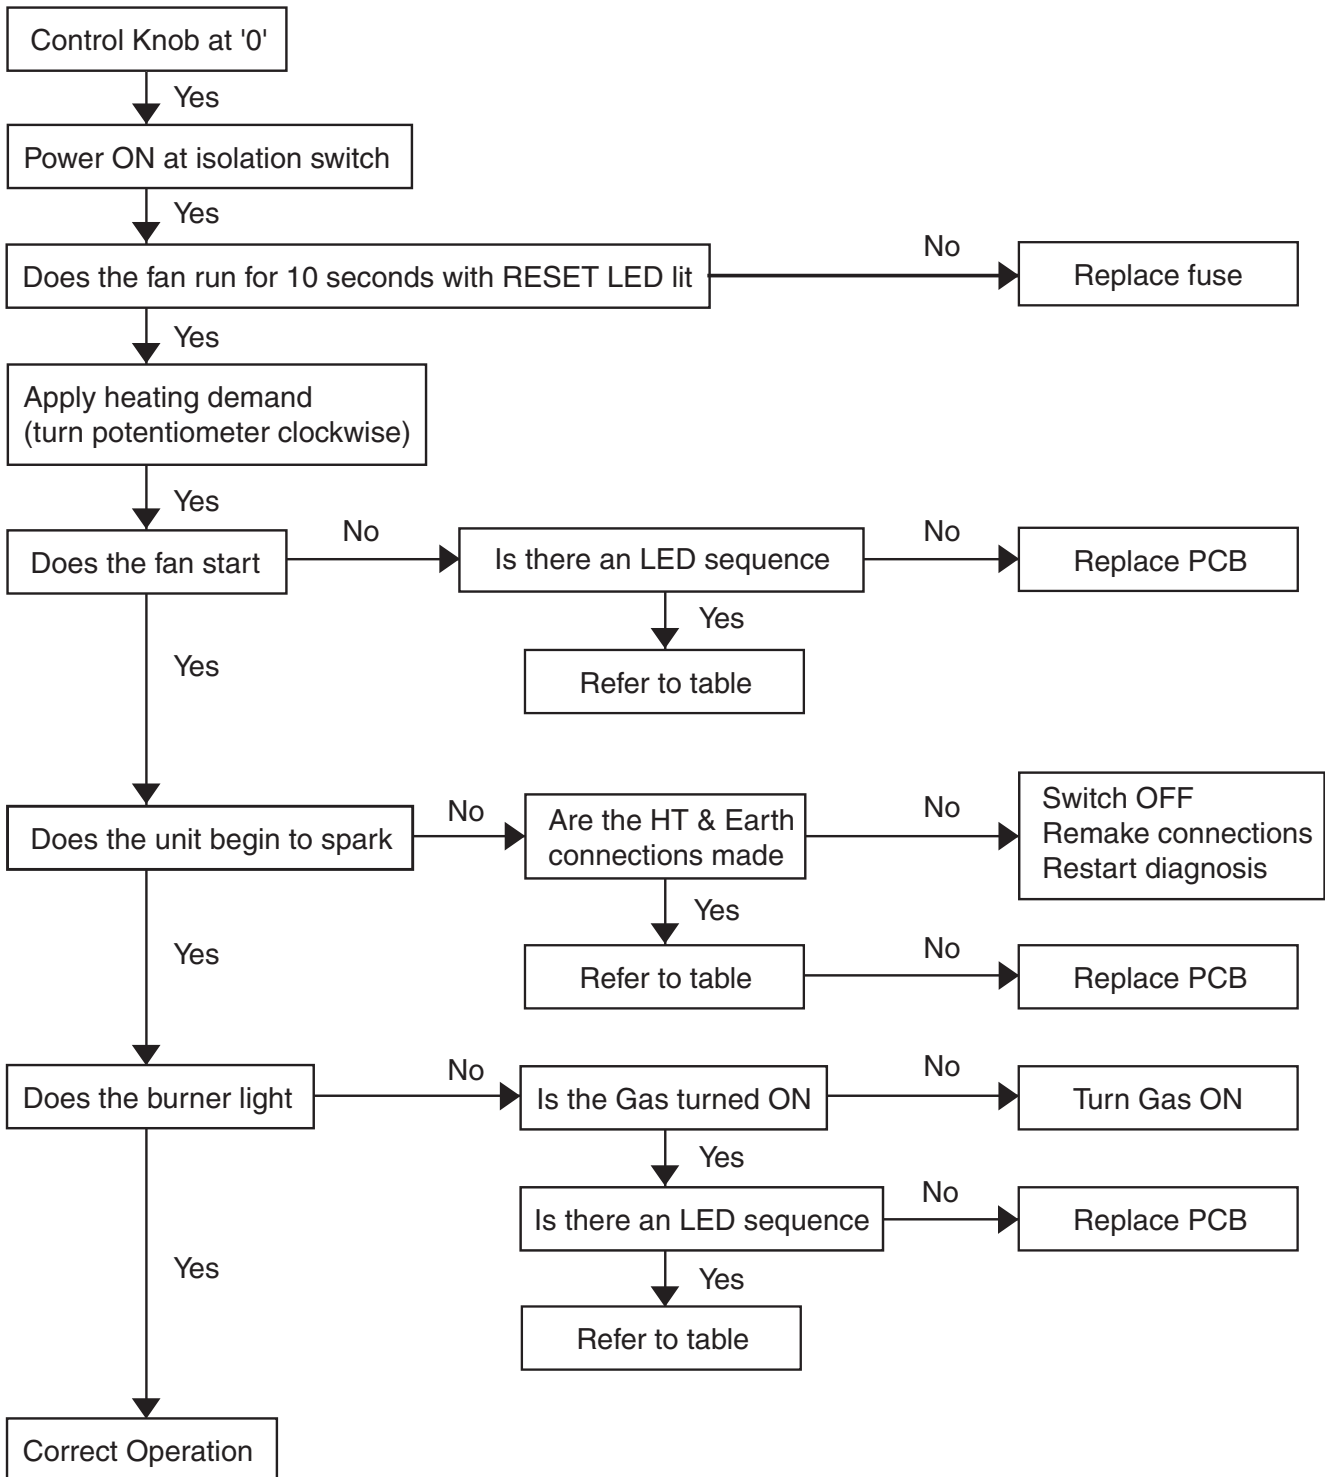 Control Knob at '0'
Yes
Power ON at isolation switch
Yes
Does the fan run for 10 seconds with RESET LED lit
No
Replace fuse
Yes
Apply heating demand
(turn potentiometer clockwise)
Yes
Does the fan start
No
Is there an LED sequence
No
Replace PCB
Yes
Refer to table
Yes
Does the unit begin to spark
No
Are the HT & Earth
connections made
No
Switch OFF
Remake connections
Restart diagnosis
Yes
Refer to table
No
Replace PCB
Yes
Does the burner light
No
Is the Gas turned ON
No
Turn Gas ON
Yes
Is there an LED sequence
No
Replace PCB
Yes
Refer to table
Yes
Correct Operation